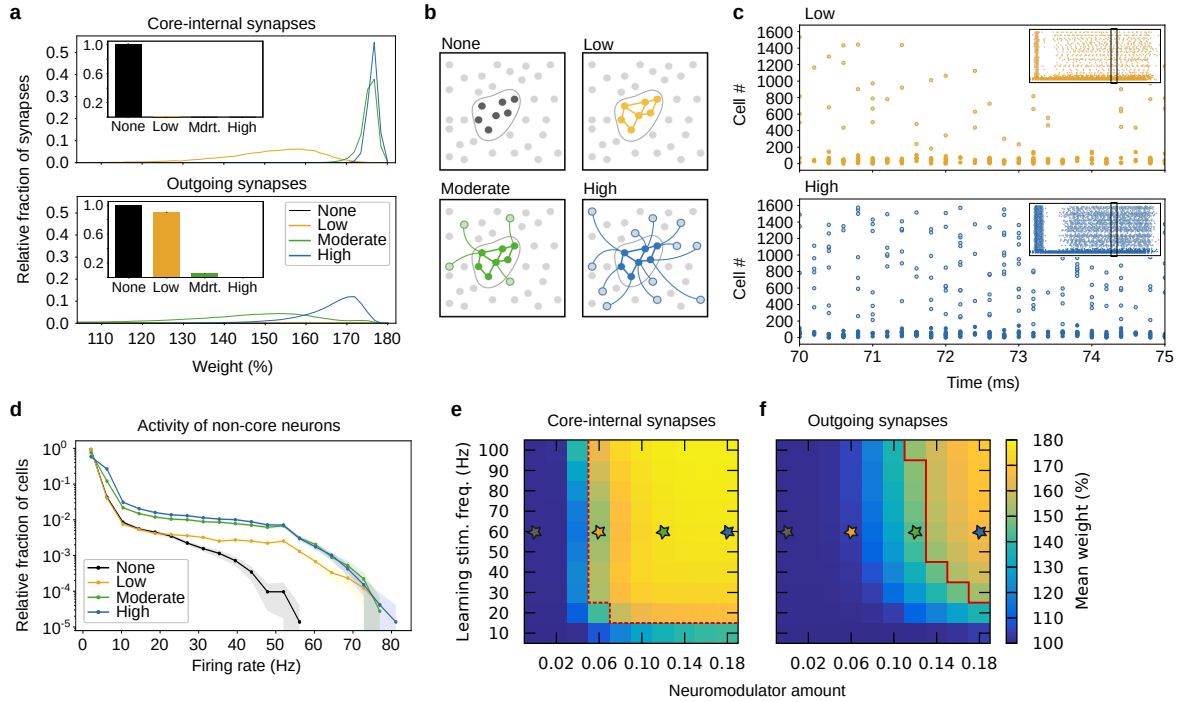 a
Core-internal synapses
0.5
0.4
0.3
0.2
0.1
0.0
1.0
0.6
0.2
None Low Mdrt. High
Outgoing synapses
0.5
0.4
0.3
0.2
0.1
0.0
1.0
0.6
0.2
None Low Mdrt. High
None
Low
Moderate
High
110 120 130 140 150 160 170 180
Weight (%)
Relative fraction of synapses
b
None
Low
Moderate
High
c
Low
1600
1400
1200
1000
800
600
400
200
0
Cell #
High
1600
1400
1200
1000
800
600
400
200
0
Cell #
70 71 72 73 74 75
Time (ms)
d
Activity of non-core neurons
10⁰
10⁻¹
10⁻²
10⁻³
10⁻⁴
10⁻⁵
Relative fraction of cells
None
Low
Moderate
High
0 10 20 30 40 50 60 70 80
Firing rate (Hz)
e
Core-internal synapses
100
90
80
70
60
50
40
30
20
10
Learning stim. freq. (Hz)
0.02 0.06 0.10 0.14 0.18
f
Outgoing synapses
0.02 0.06 0.10 0.14 0.18
Neuromodulator amount
180
170
160
150
140
130
120
110
100
Mean weight (%)